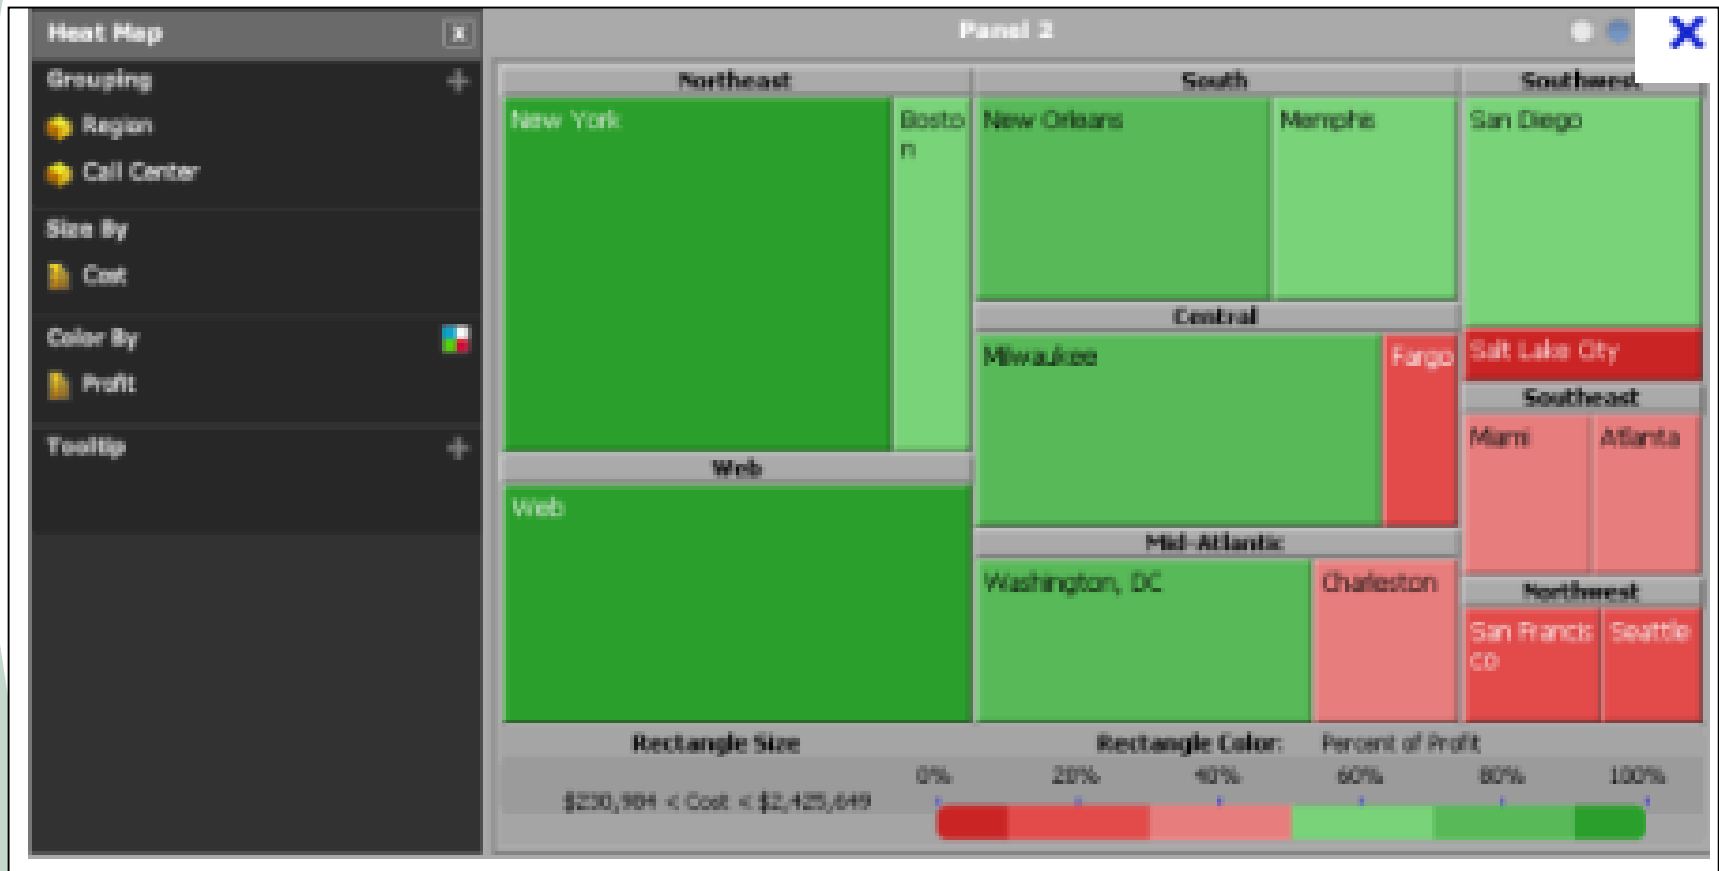 Heat Map
Grouping
Region
Call Center
Size By
Cost
Color By
Profit
Tooltip
Panel 2
Northeast
New York
Bosto
n
Web
Web
South
New Orleans
Memphis
Central
Milwaukee
Fargo
Mid-Atlantic
Washington, DC
Charleston
Southwest
San Diego
Salt Lake City
Southeast
Miami
Atlanta
Northwest
San Francis
co
Seattle
Rectangle Size
$230,984 < Cost < $2,425,649
Rectangle Color: Percent of Profit
0% 20% 40% 60% 80% 100%